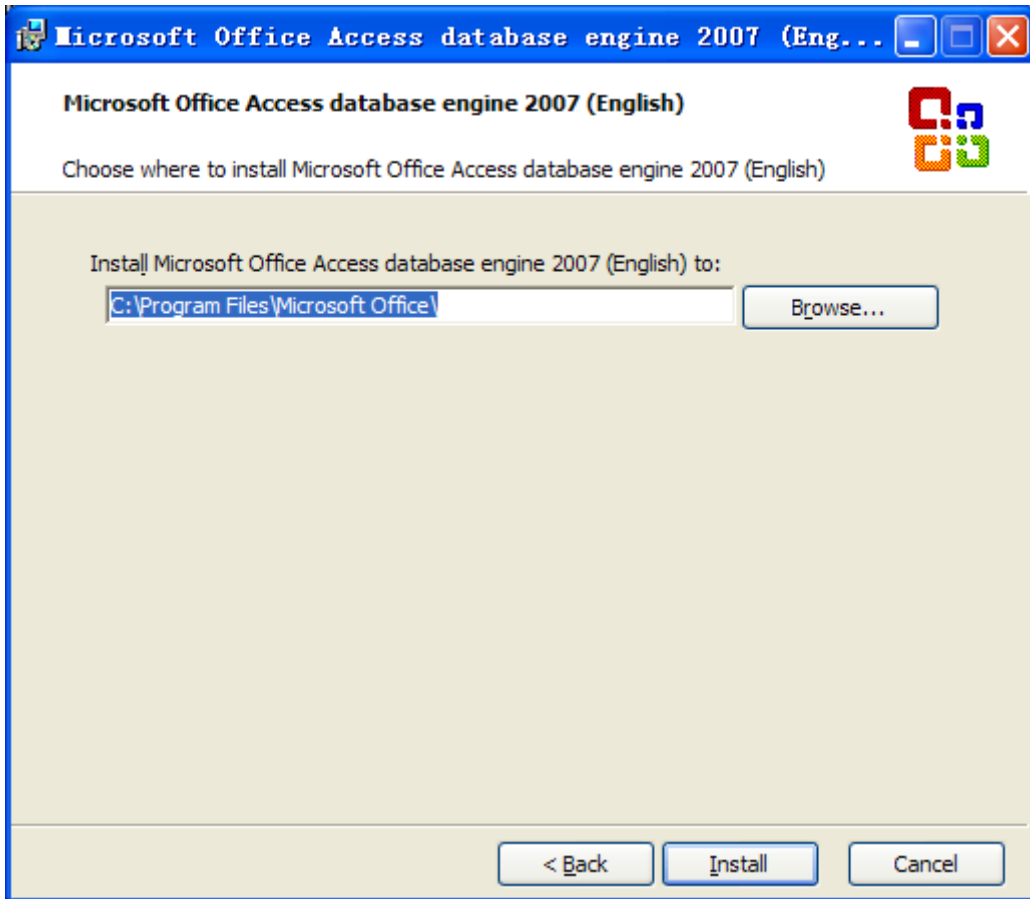 Microsoft Office Access database engine 2007 (Eng...
Microsoft Office Access database engine 2007 (English)
Choose where to install Microsoft Office Access database engine 2007 (English)
Install Microsoft Office Access database engine 2007 (English) to:
C:\Program Files\Microsoft Office\
Browse...
< Back
Install
Cancel